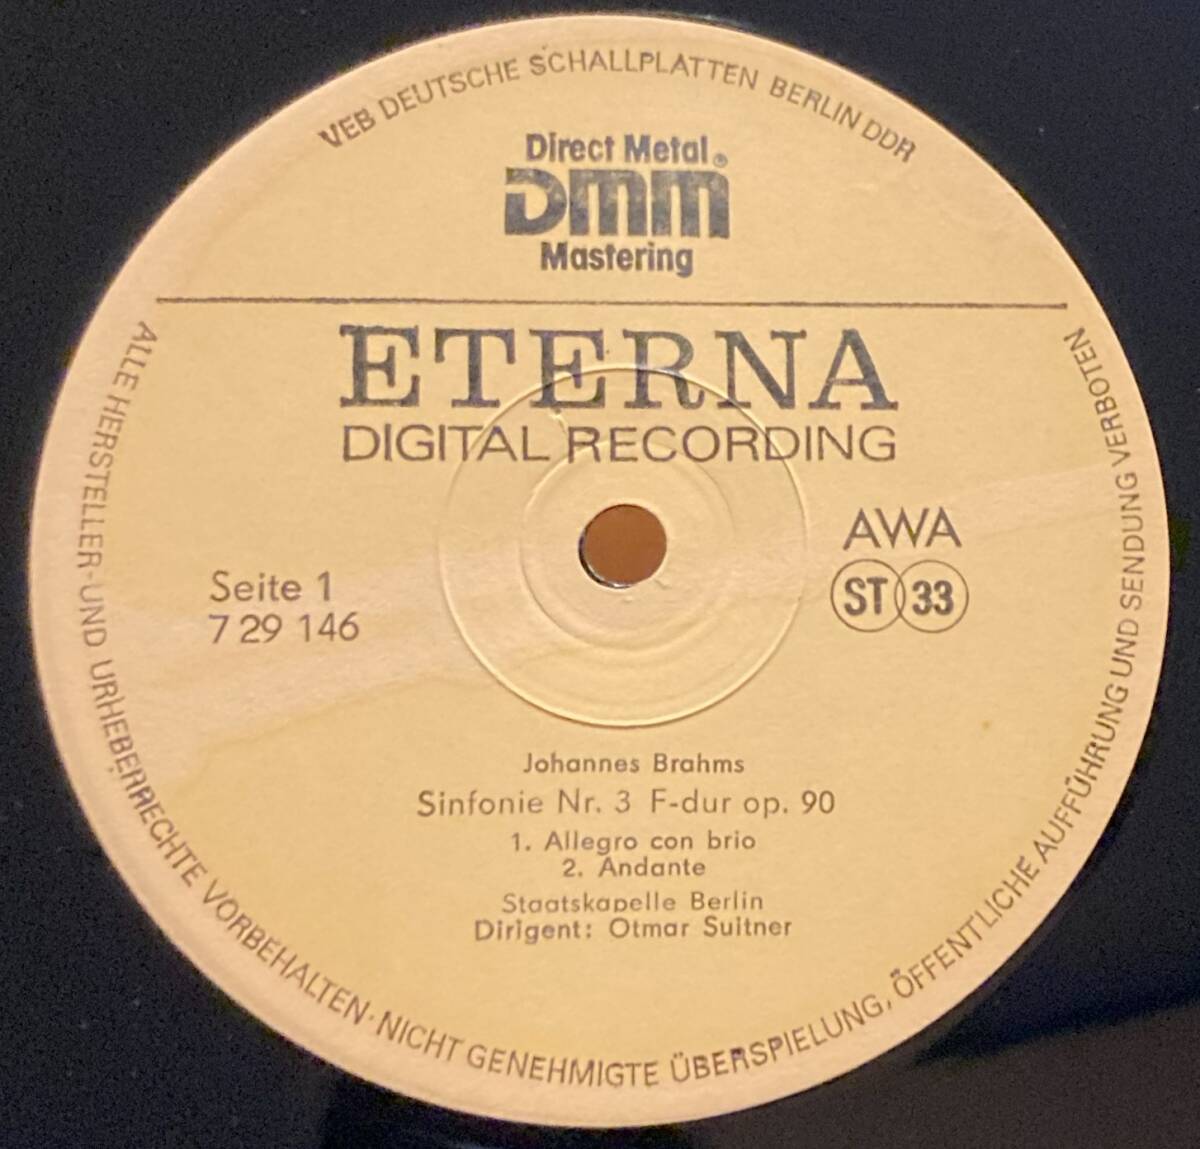 VEB DEUTSCHE SCHALLPLATTEN BERLIN DDR
Direct Metal®
DMM
Mastering
ETERNA
DIGITAL RECORDING
AWA
ST 33
Seite 1
7 29 146
Johannes Brahms
Sinfonie Nr. 3 F-dur op. 90
1. Allegro con brio
2. Andante
Staatskapelle Berlin
Dirigent: Otmar Suitner
ALLE HERSTELLER-UND URHEBERRECHTE VORBEHALTEN·NICHT GENEHMIGTE ÜBERSPIELUNG, ÖFFENTLICHE AUFFÜHRUNG UND SENDUNG VERBOTEN